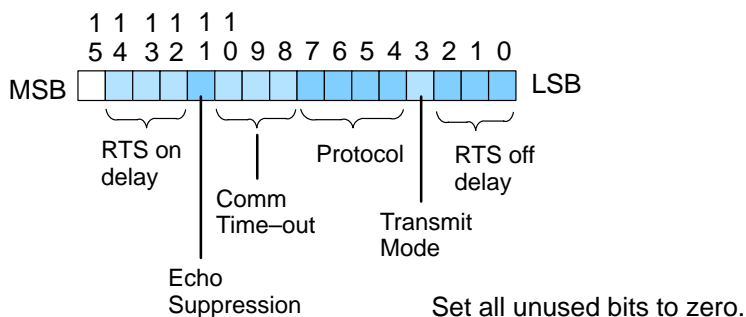 1 1 1 1 1 1
5 4 3 2 1 0 9 8 7 6 5 4 3 2 1 0
MSB LSB
RTS on
delay
Protocol
RTS off
delay
Comm
Time–out
Transmit
Mode
Echo
Suppression
Set all unused bits to zero.